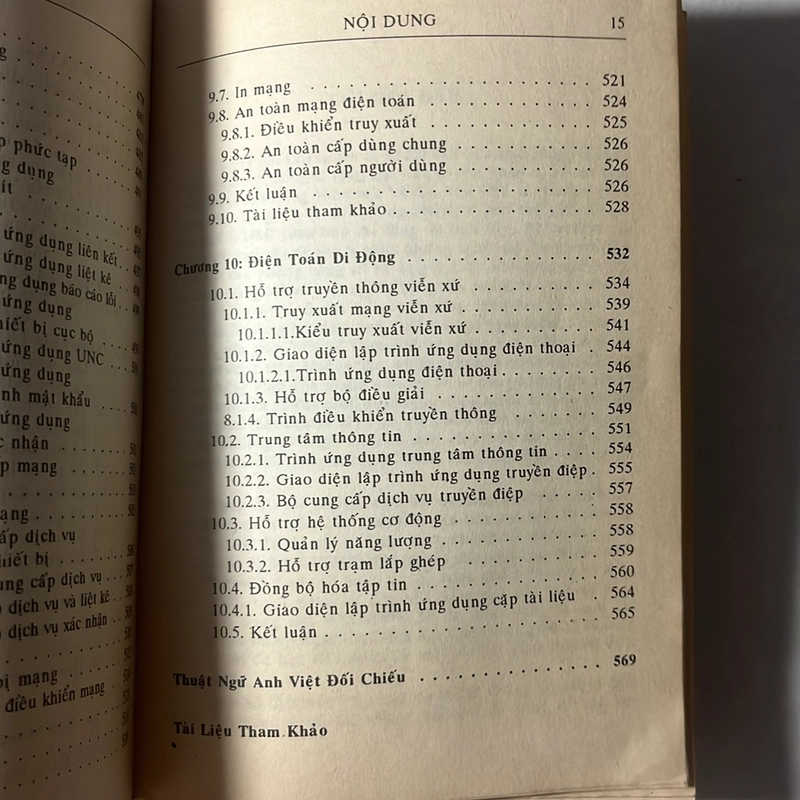 phức tạp
dụng
ứng dụng liên kết
ứng dụng liệt kê
dụng báo cáo lỗi
ứng dụng
thiết bị cục bộ
ứng dụng UNC
ứng dụng
mật khẩu
ứng dụng
nhận
mạng
dịch vụ
cấp dịch vụ
dịch vụ và liệt kê
dịch vụ xác nhận
mạng
điều khiển mạng
NỘI DUNG 15
9.7. In mạng 521
9.8. An toàn mạng điện toán 524
9.8.1. Điều khiển truy xuất 525
9.8.2. An toàn cấp dùng chung 526
9.8.3. An toàn cấp người dùng 526
9.9. Kết luận 526
9.10. Tài liệu tham khảo 528
Chương 10: Điện Toán Di Động 532
10.1. Hỗ trợ truyền thông viễn xứ 534
10.1.1. Truy xuất mạng viễn xứ 539
10.1.1.1.Kiểu truy xuất viễn xứ 541
10.1.2. Giao diện lập trình ứng dụng điện thoại 544
10.1.2.1.Trình ứng dụng điện thoại 546
10.1.3. Hỗ trợ bộ điều giải 547
8.1.4. Trình điều khiển truyền thông 549
10.2. Trung tâm thông tin 551
10.2.1. Trình ứng dụng trung tâm thông tin 554
10.2.2. Giao diện lập trình ứng dụng truyền điệp 555
10.2.3. Bộ cung cấp dịch vụ truyền điệp 557
10.3. Hỗ trợ hệ thống cơ động 558
10.3.1. Quản lý năng lượng 558
10.3.2. Hỗ trợ trạm lắp ghép 559
10.4. Đồng bộ hóa tập tin 560
10.4.1. Giao diện lập trình ứng dụng cặp tài liệu 564
10.5. Kết luận 565
Thuật Ngữ Anh Việt Đối Chiếu 569
Tài Liệu Tham Khảo